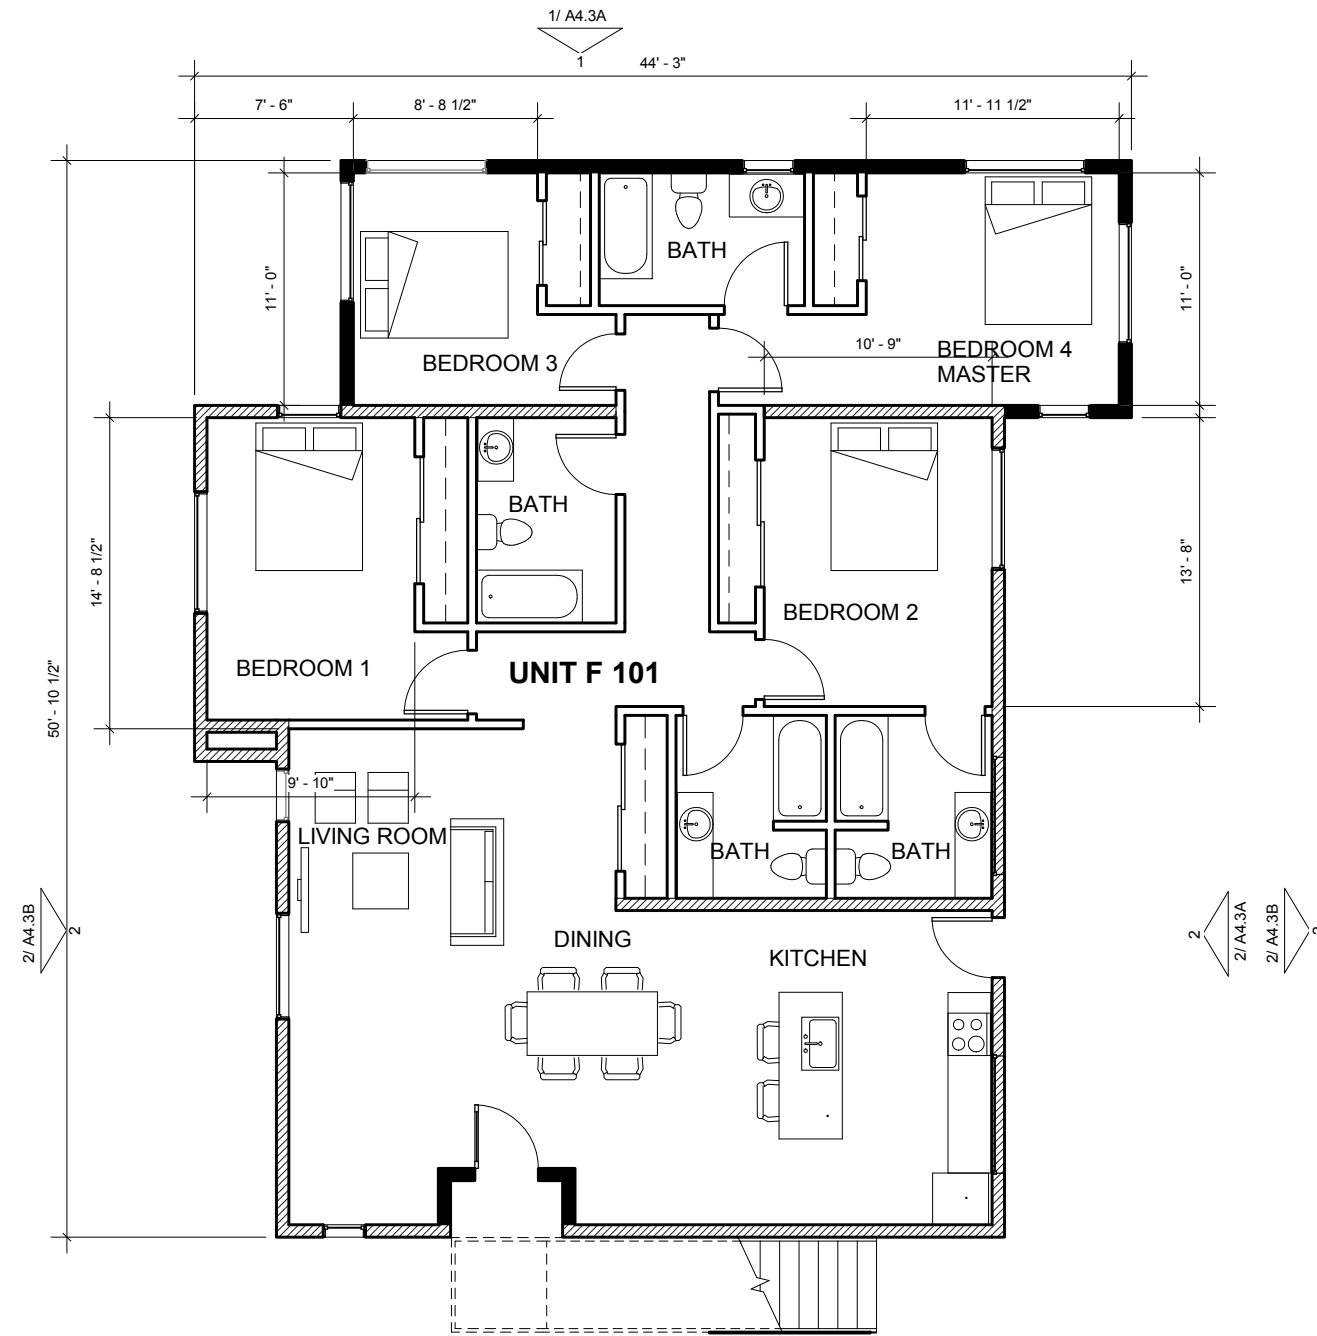 1/ A4.3A
1
44' - 3"
7' - 6"
8' - 8 1/2"
11' - 11 1/2"
11' - 0"
11' - 0"
BATH
10' - 9"
BEDROOM 3
BEDROOM 4
MASTER
BATH
14' - 8 1/2"
13' - 8"
BEDROOM 2
BEDROOM 1
UNIT F 101
50' - 10 1/2"
9' - 10"
LIVING ROOM
BATH
BATH
2/ A4.3B
2
DINING
KITCHEN
2
2/ A4.3A
2/ A4.3B